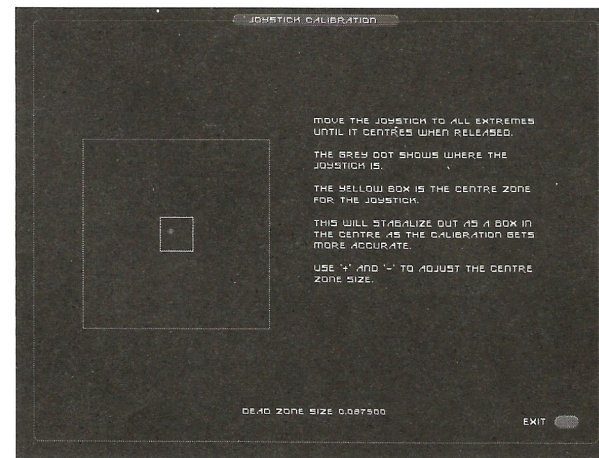 JOYSTICK CALIBRATION
MOVE THE JOYSTICK TO ALL EXTREMES
UNTIL IT CENTRES WHEN RELEASED.
THE GREY DOT SHOWS WHERE THE
JOYSTICK IS.
THE YELLOW BOX IS THE CENTRE ZONE
FOR THE JOYSTICK.
THIS WILL STABALIZE OUT AS A BOX IN
THE CENTRE AS THE CALIBRATION GETS
MORE ACCURATE.
USE '+' AND '-' TO ADJUST THE CENTRE
ZONE SIZE.
DEAD ZONE SIZE 0.087500
EXIT